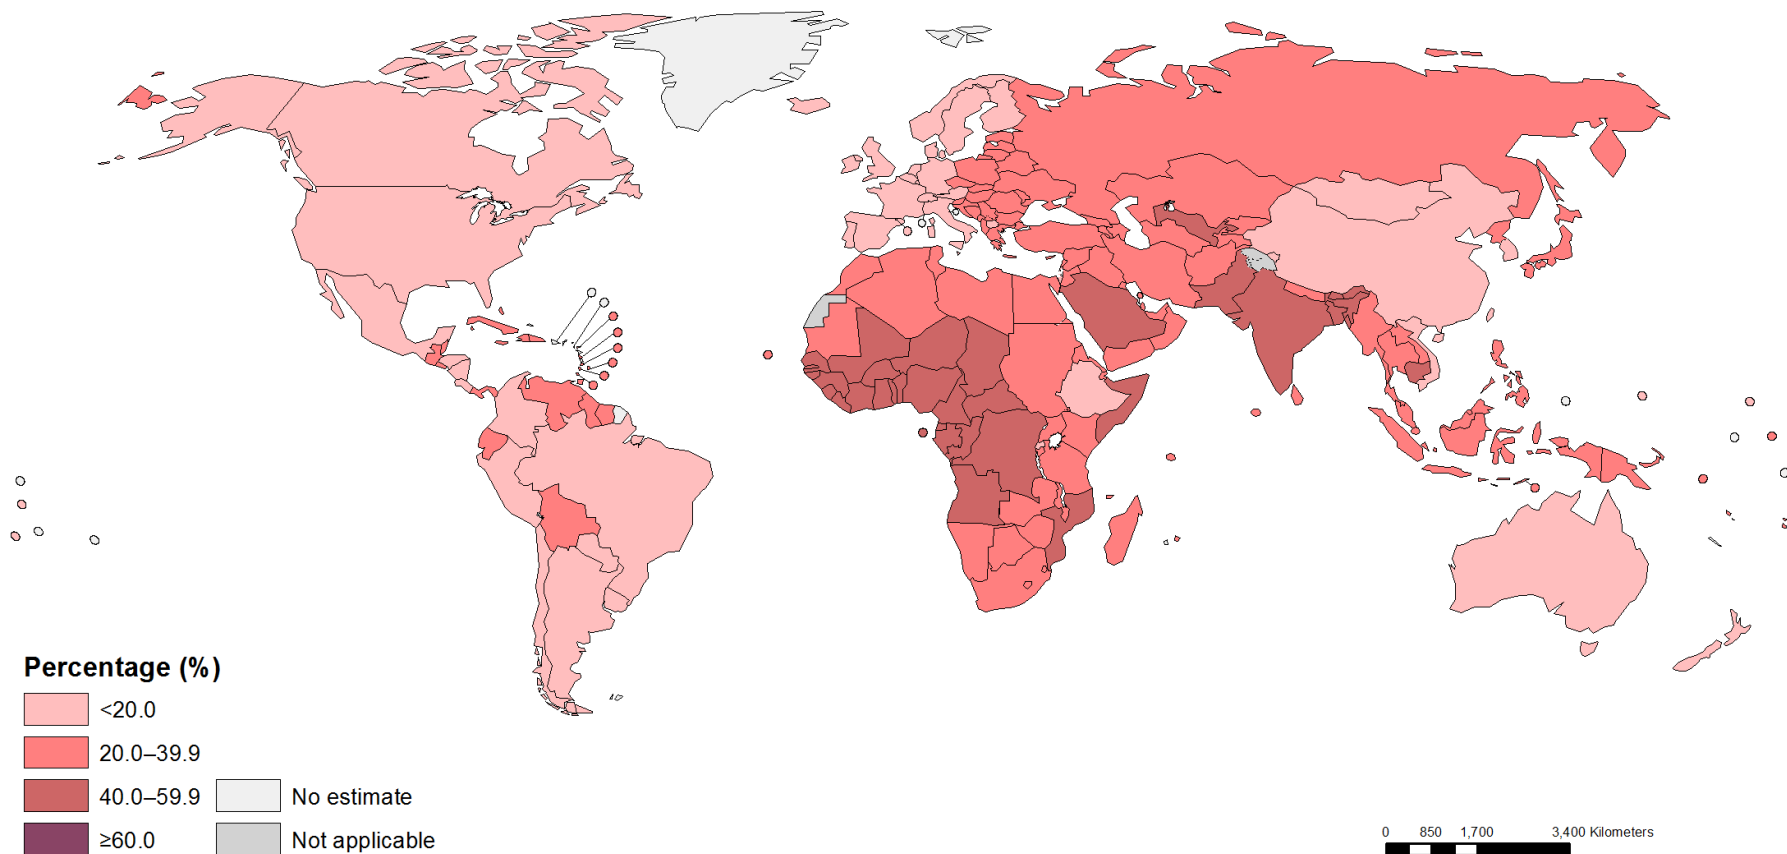 Percentage (%)
<20.0
20.0–39.9
40.0–59.9
No estimate
≥60.0
Not applicable
0 850 1,700 3,400 Kilometers